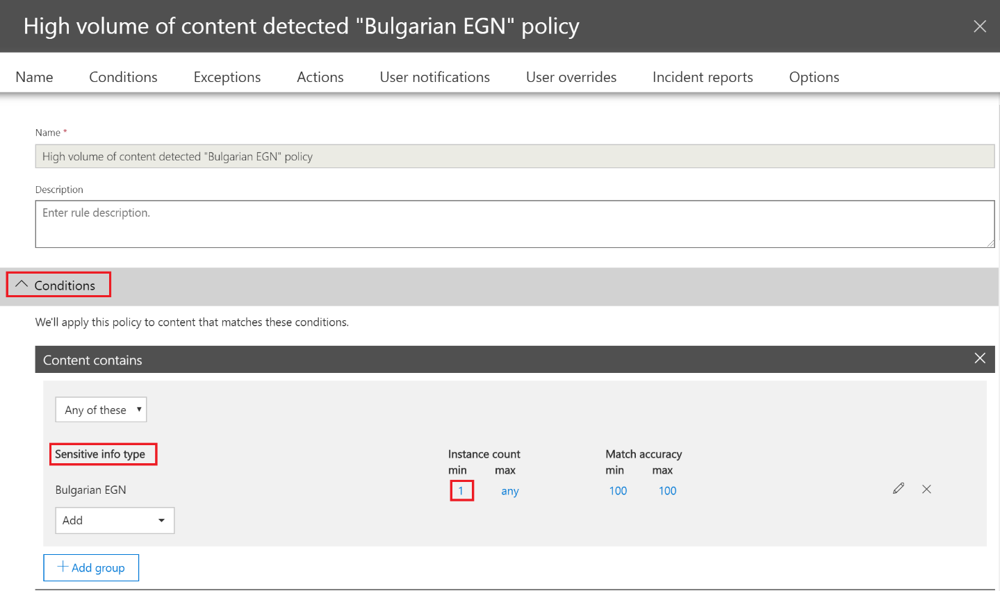 High volume of content detected "Bulgarian EGN" policy
Name Conditions Exceptions Actions User notifications User overrides Incident reports Options
Name *
High volume of content detected "Bulgarian EGN" policy
Description
Enter rule description.
Conditions
We'll apply this policy to content that matches these conditions.
Content contains
Any of these
Sensitive info type Instance count Match accuracy
min max min max
Bulgarian EGN 1 any 100 100
Add
Add group